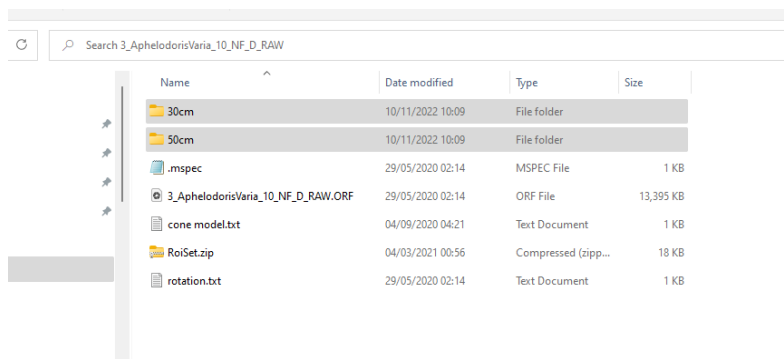 Search 3_AphelodorisVaria_10_NF_D_RAW
Name Date modified Type Size
30cm 10/11/2022 10:09 File folder
50cm 10/11/2022 10:09 File folder
.mspec 29/05/2020 02:14 MSPEC File 1 KB
3_AphelodorisVaria_10_NF_D_RAW.ORF 29/05/2020 02:14 ORF File 13,395 KB
cone model.txt 04/09/2020 04:21 Text Document 1 KB
RoiSet.zip 04/03/2021 00:56 Compressed (zipp... 18 KB
rotation.txt 29/05/2020 02:14 Text Document 1 KB